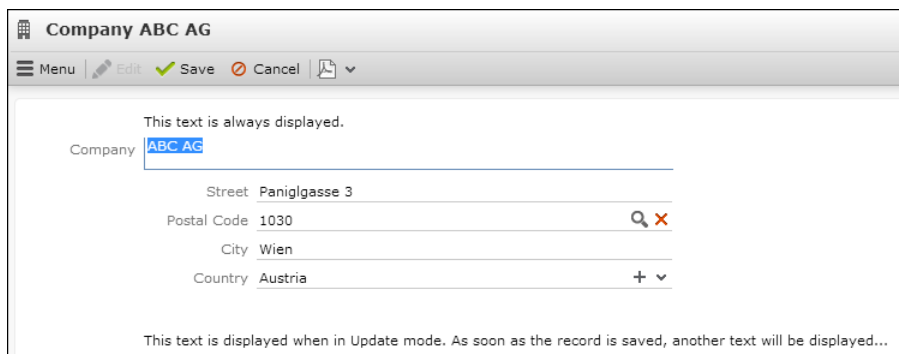 Company ABC AG
Menu Edit Save Cancel
This text is always displayed.
Company ABC AG
Street Paniglgasse 3
Postal Code 1030
City Wien
Country Austria
This text is displayed when in Update mode. As soon as the record is saved, another text will be displayed...